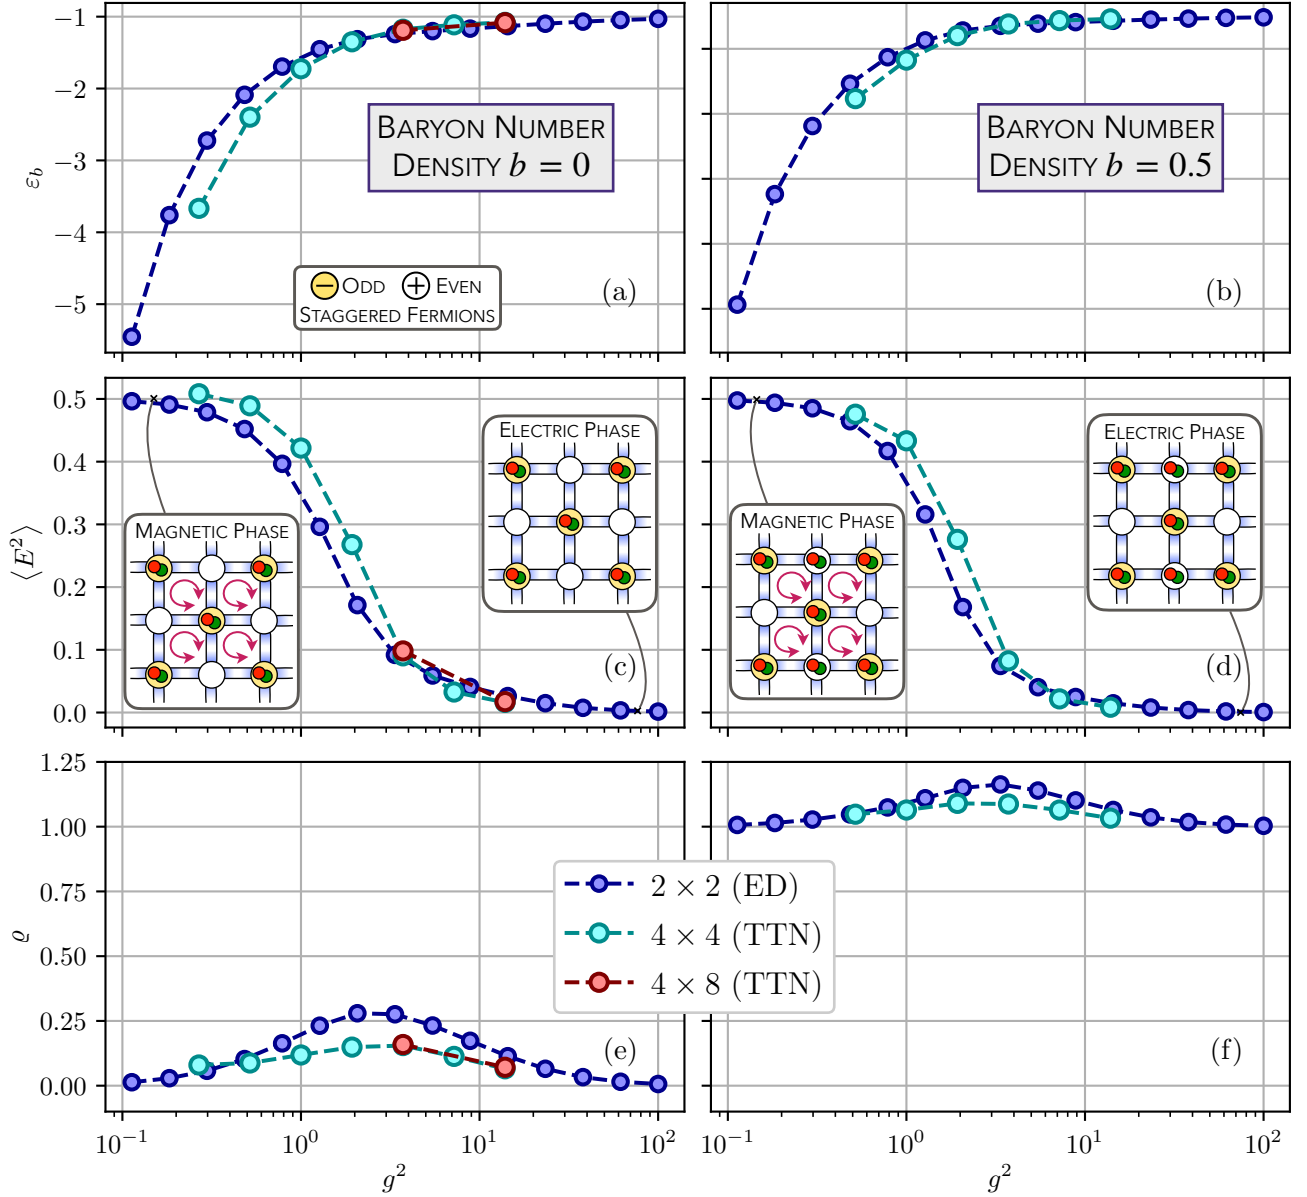 −1
−2
−3
−4
−5
ε_b
BARYON NUMBER
DENSITY b = 0
− ODD + EVEN
STAGGERED FERMIONS
(a)
BARYON NUMBER
DENSITY b = 0.5
(b)
0.5
0.4
0.3
0.2
0.1
0.0
⟨E²⟩
ELECTRIC PHASE
MAGNETIC PHASE
(c)
ELECTRIC PHASE
MAGNETIC PHASE
(d)
1.25
1.00
0.75
0.50
0.25
0.00
ϱ
2 × 2 (ED)
4 × 4 (TTN)
4 × 8 (TTN)
(e)
(f)
10⁻¹ 10⁰ 10¹ 10²
g²
10⁻¹ 10⁰ 10¹ 10²
g²